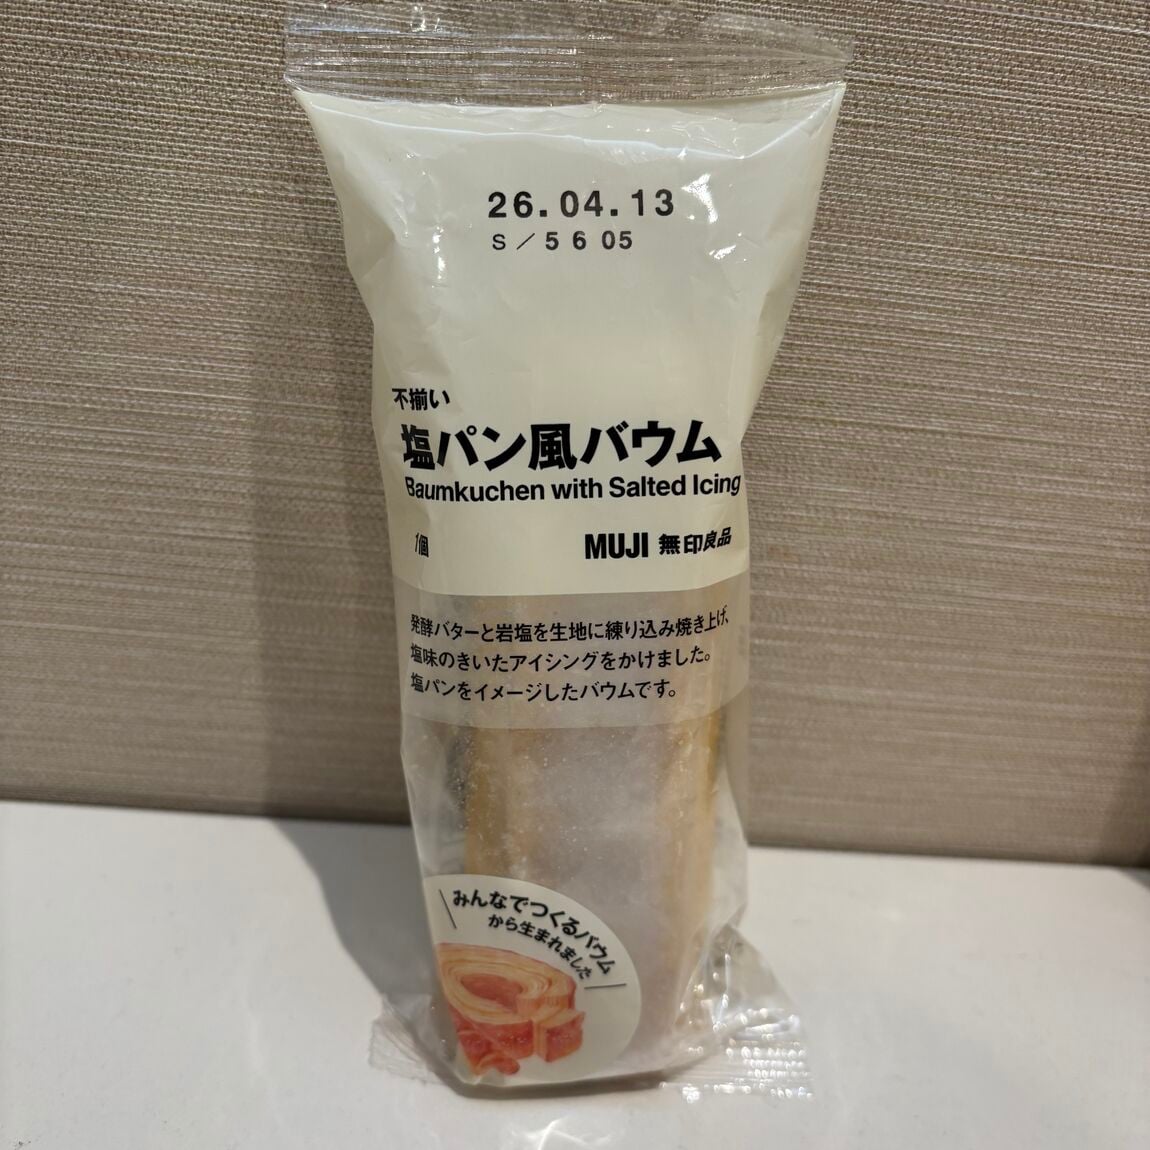 26.04.13
S／5 6 05
不揃い
塩パン風バウム
Baumkuchen with Salted Icing
1個
MUJI 無印良品
発酵バターと岩塩を生地に練り込み焼き上げ、
塩味のきいたアイシングをかけました。
塩パンをイメージしたバウムです。
みんなでつくるバウム
から生まれました